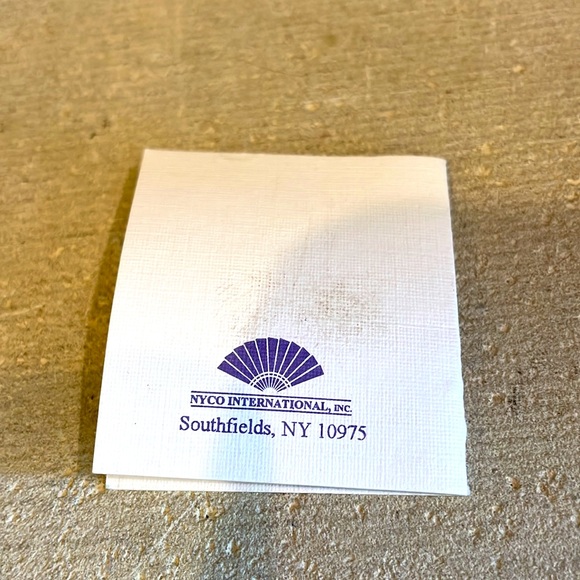 NYCO INTERNATIONAL, INC.
Southfields, NY 10975